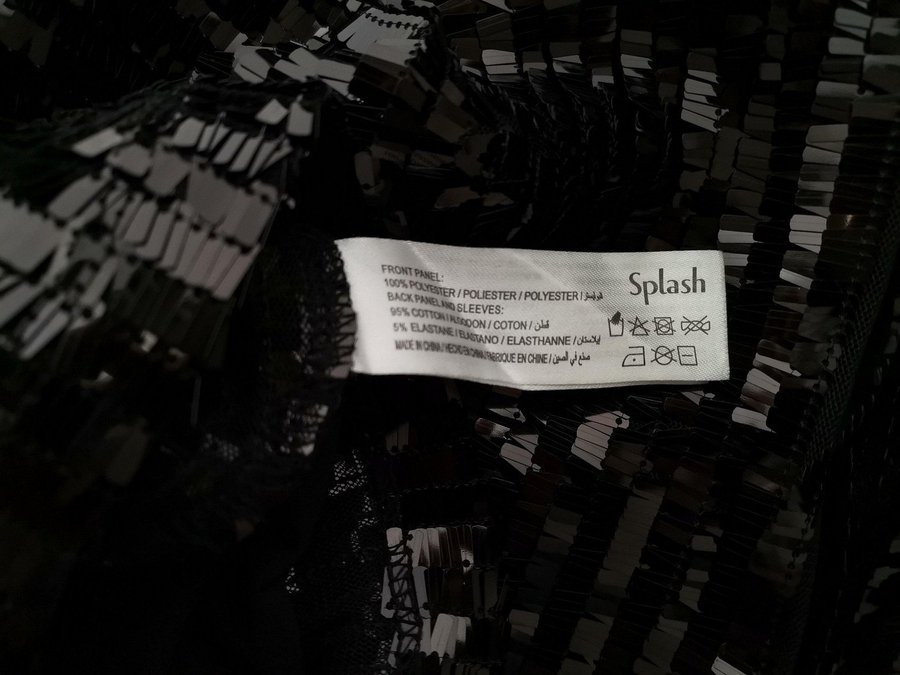 Splash
FRONT PANEL:
100% POLYESTER / POLIESTER / POLYESTER / بوليستر
BACK PANEL AND SLEEVES:
95% COTTON / ALGODON / COTON / قطن
5% ELASTANE / ELASTANO / ELASTHANNE / إيلاستان
MADE IN CHINA / HECHO EN CHINA / FABRIQUE EN CHINE / صنع في الصين